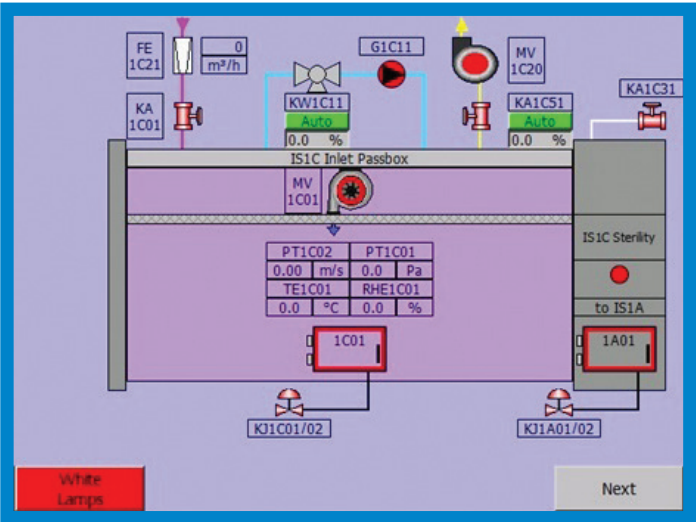 FE
1C21
0
m³/h
G1C11
MV
1C20
KA1C31
KA
1C01
KW1C11
Auto
0.0 %
KA1C51
Auto
0.0 %
IS1C Inlet Passbox
MV
1C01
IS1C Sterility
to IS1A
PT1C02 PT1C01
0.00 m/s 0.0 Pa
TE1C01 RHE1C01
0.0 °C 0.0 %
1C01
1A01
KJ1C01/02
KJ1A01/02
White
Lamps
Next